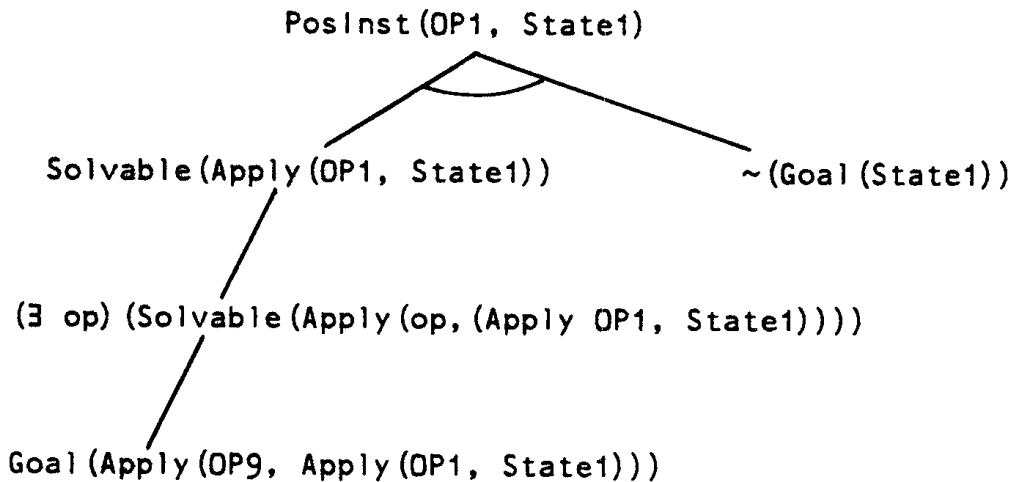 PosInst(OP1, State1)
Solvable(Apply(OP1, State1))
~(Goal(State1))
(∃ op)(Solvable(Apply(op,(Apply OP1, State1))))
Goal(Apply(OP9, Apply(OP1, State1)))